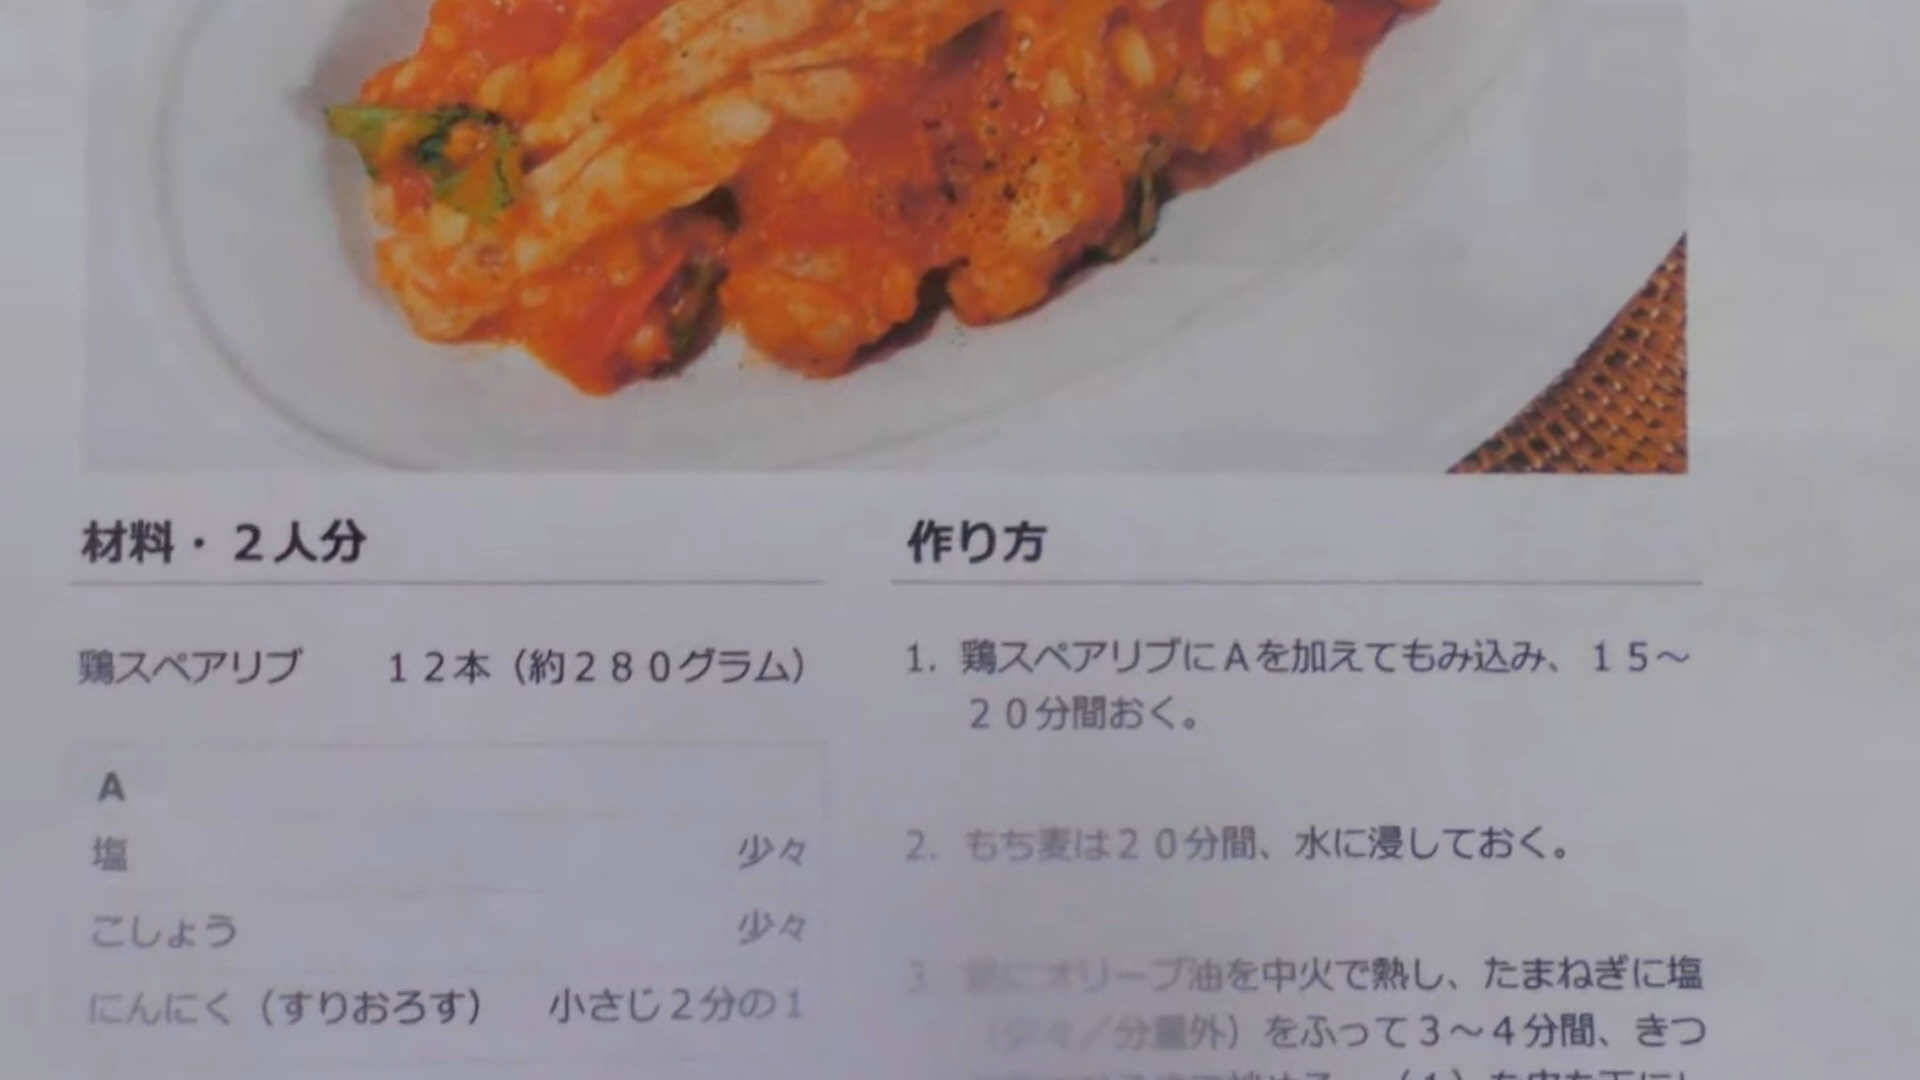 材料・２人分
鶏スペアリブ　１２本（約２８０グラム）
A
塩　少々
こしょう　少々
にんにく（すりおろす）　小さじ２分の１
作り方
1. 鶏スペアリブにＡを加えてもみ込み、１５～
２０分間おく。
2. もち麦は２０分間、水に浸しておく。
3. 鍋にオリーブ油を中火で熱し、たまねぎに塩
（少々／分量外）をふって３～４分間、きつ